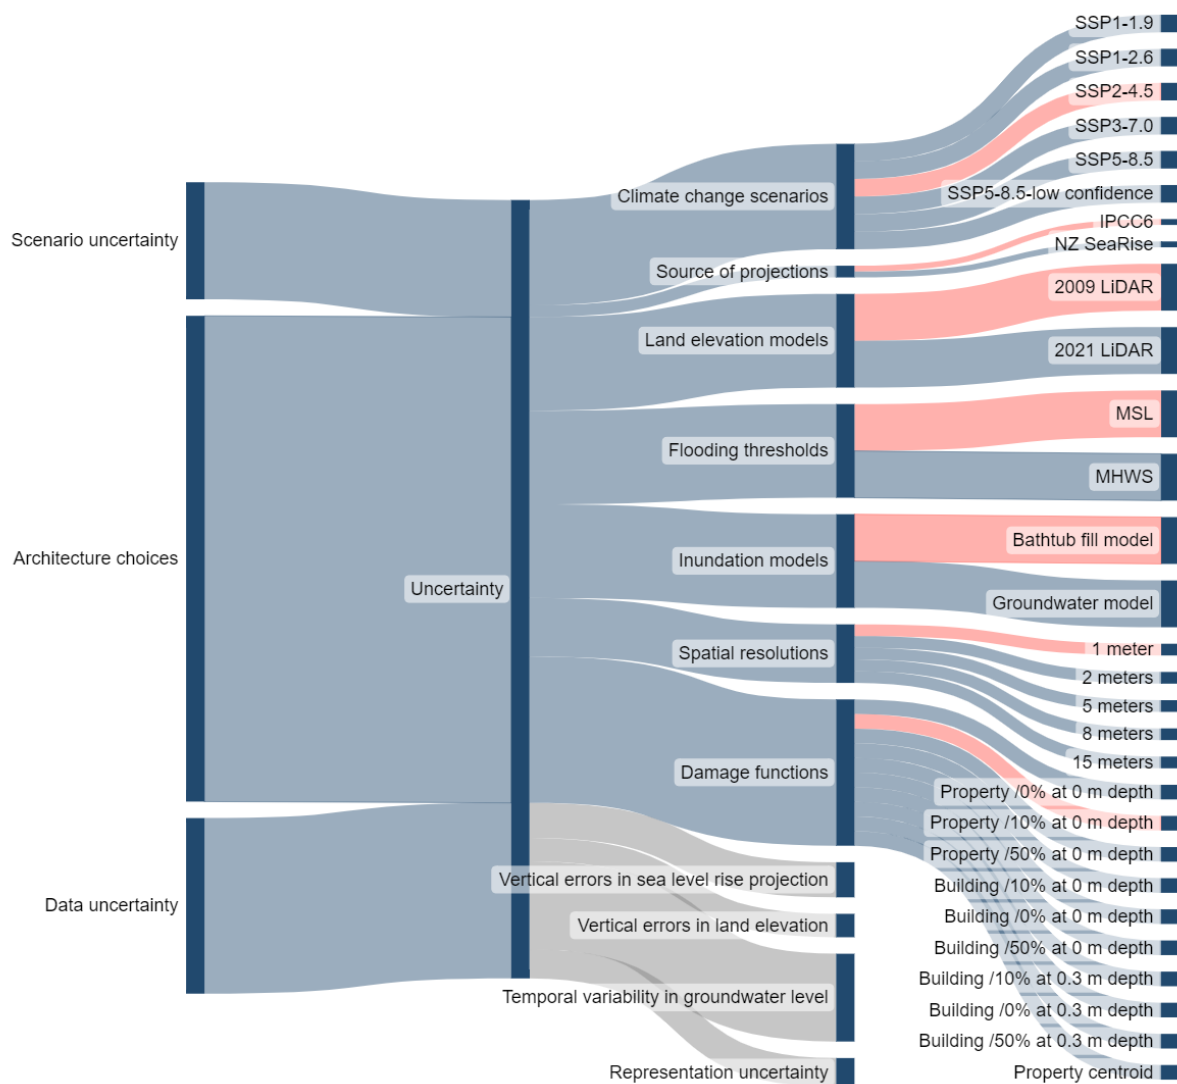 Scenario uncertainty
Architecture choices
Data uncertainty
Uncertainty
Climate change scenarios
Source of projections
Land elevation models
Flooding thresholds
Inundation models
Spatial resolutions
Damage functions
Vertical errors in sea level rise projection
Vertical errors in land elevation
Temporal variability in groundwater level
Representation uncertainty
SSP1-1.9
SSP1-2.6
SSP2-4.5
SSP3-7.0
SSP5-8.5
SSP5-8.5-low confidence
IPCC6
NZ SeaRise
2009 LiDAR
2021 LiDAR
MSL
MHWS
Bathtub fill model
Groundwater model
1 meter
2 meters
5 meters
8 meters
15 meters
Property /0% at 0 m depth
Property /10% at 0 m depth
Property /50% at 0 m depth
Building /10% at 0 m depth
Building /0% at 0 m depth
Building /50% at 0 m depth
Building /10% at 0.3 m depth
Building /0% at 0.3 m depth
Building /50% at 0.3 m depth
Property centroid